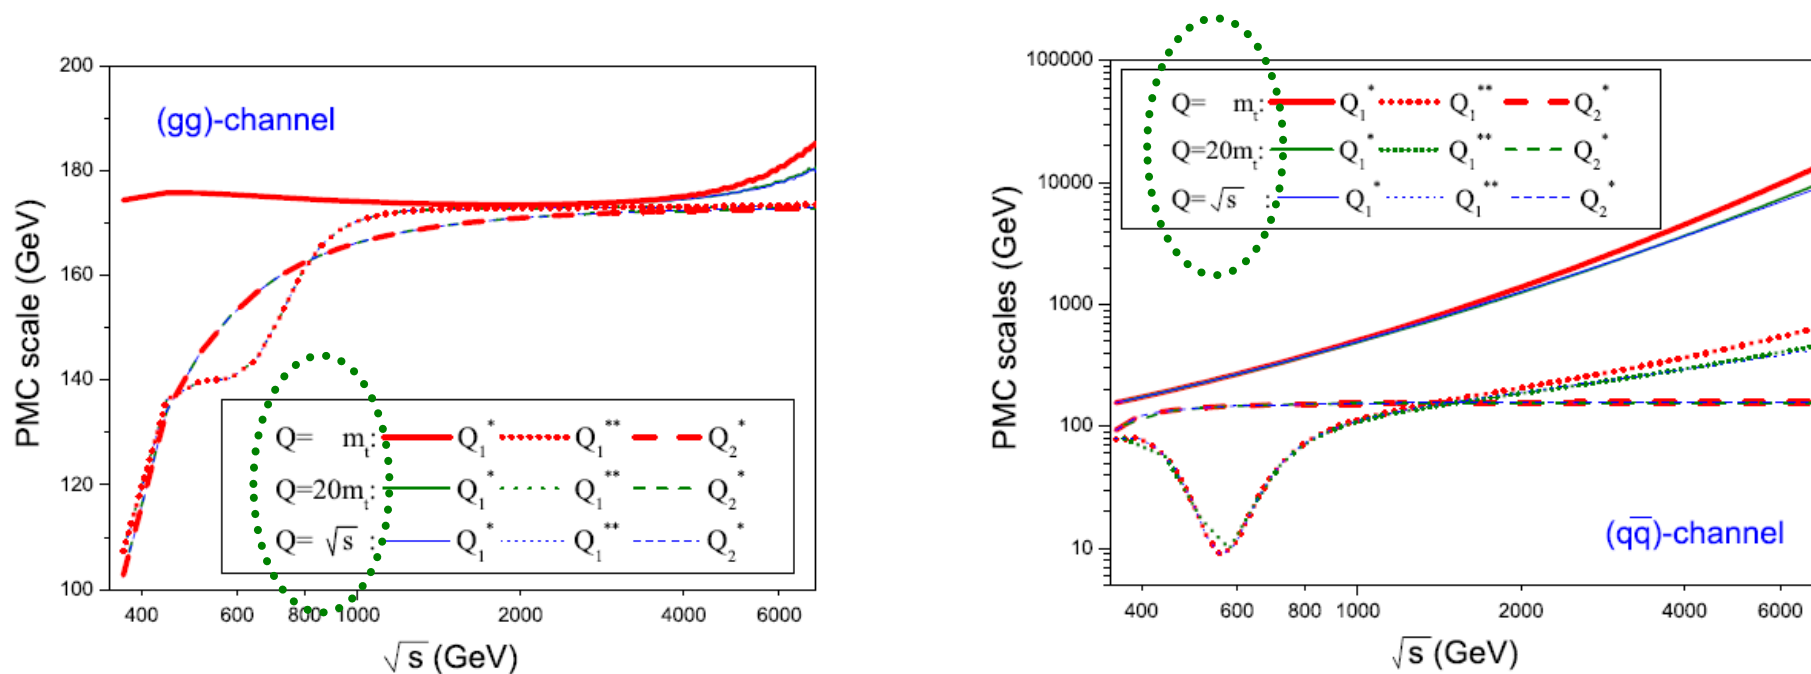 200
180
160
140
120
100
PMC scale (GeV)
(gg)-channel
Q= m_t: Q_1^* Q_1^** Q_2^*
Q=20m_t: Q_1^* Q_1^** Q_2^*
Q= √s : Q_1^* Q_1^** Q_2^*
400 600 800 1000 2000 4000 6000
√s (GeV)
100000
10000
1000
100
10
PMC scales (GeV)
Q= m_t: Q_1^* Q_1^** Q_2^*
Q=20m_t: Q_1^* Q_1^** Q_2^*
Q=√s : Q_1^* Q_1^** Q_2^*
(qq̅)-channel
400 600 800 1000 2000 4000 6000
√s (GeV)